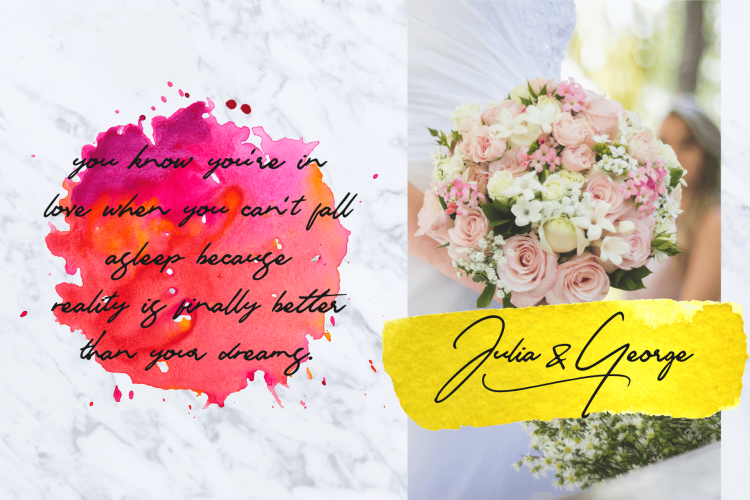 you know you're in
love when you can't fall
asleep because
reality is finally better
than your dreams.
Julia & George